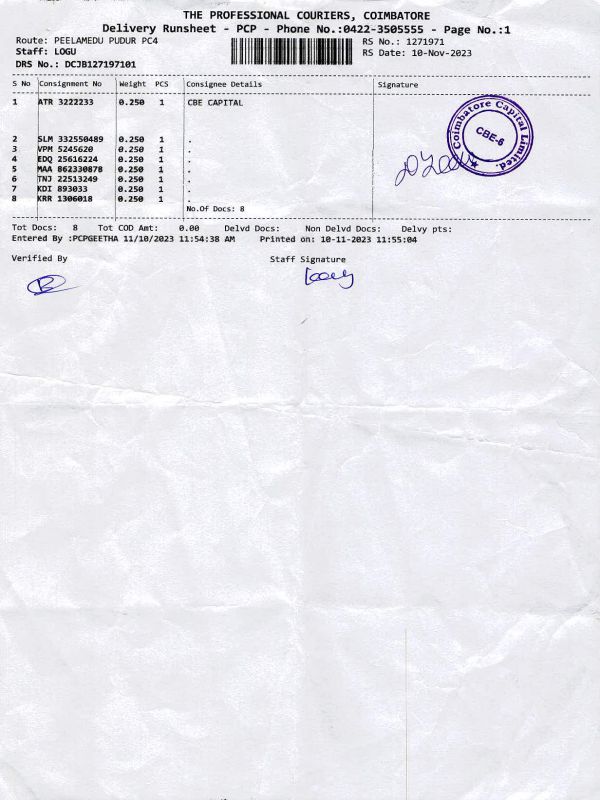 THE PROFESSIONAL COURIERS, COIMBATORE
Delivery Runsheet - PCP - Phone No.:0422-3505555 - Page No.:1
Route: PEELAMEDU PUDUR PC4 RS No.: 1271971
Staff: LOGU RS Date: 10-Nov-2023
DRS No.: DCJB127197101
S No Consignment No Weight PCS Consignee Details Signature
1 ATR 3222233 0.250 1 CBE CAPITAL
Coimbatore Capital Limited.
CBE-6
2 SLM 332550489 0.250 1 .
3 VPM 5245620 0.250 1 .
4 EDQ 25616224 0.250 1 .
5 MAA 862330878 0.250 1 .
6 TNJ 22513249 0.250 1 .
7 KDI 893033 0.250 1 .
8 KRR 1306018 0.250 1 .
No.Of Docs: 8
Tot Docs: 8 Tot COD Amt: 0.00 Delvd Docs: Non Delvd Docs: Delvy pts:
Entered By :PCPGEETHA 11/10/2023 11:54:38 AM Printed on: 10-11-2023 11:55:04
Verified By Staff Signature